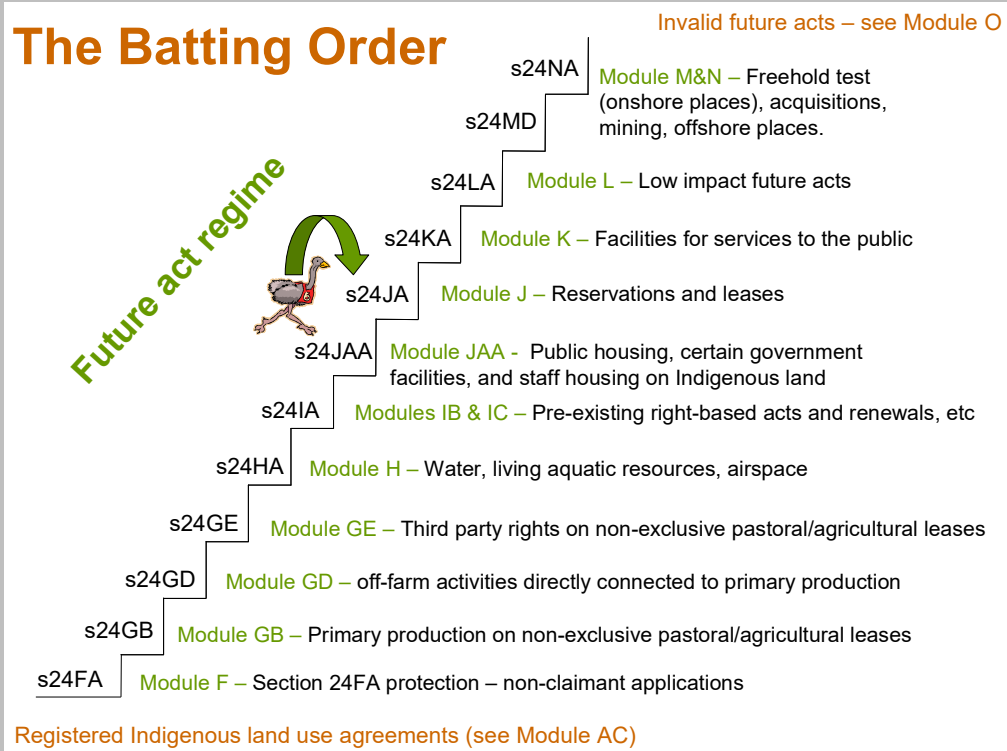 The Batting Order
Invalid future acts – see Module O
Future act regime
s24NA
Module M&N – Freehold test
(onshore places), acquisitions,
mining, offshore places.
s24MD
s24LA
Module L – Low impact future acts
s24KA
Module K – Facilities for services to the public
s24JA
Module J – Reservations and leases
s24JAA
Module JAA -  Public housing, certain government
facilities, and staff housing on Indigenous land
s24IA
Modules IB & IC – Pre-existing right-based acts and renewals, etc
s24HA
Module H – Water, living aquatic resources, airspace
s24GE
Module GE – Third party rights on non-exclusive pastoral/agricultural leases
s24GD
Module GD – off-farm activities directly connected to primary production
s24GB
Module GB – Primary production on non-exclusive pastoral/agricultural leases
s24FA
Module F – Section 24FA protection – non-claimant applications
Registered Indigenous land use agreements (see Module AC)